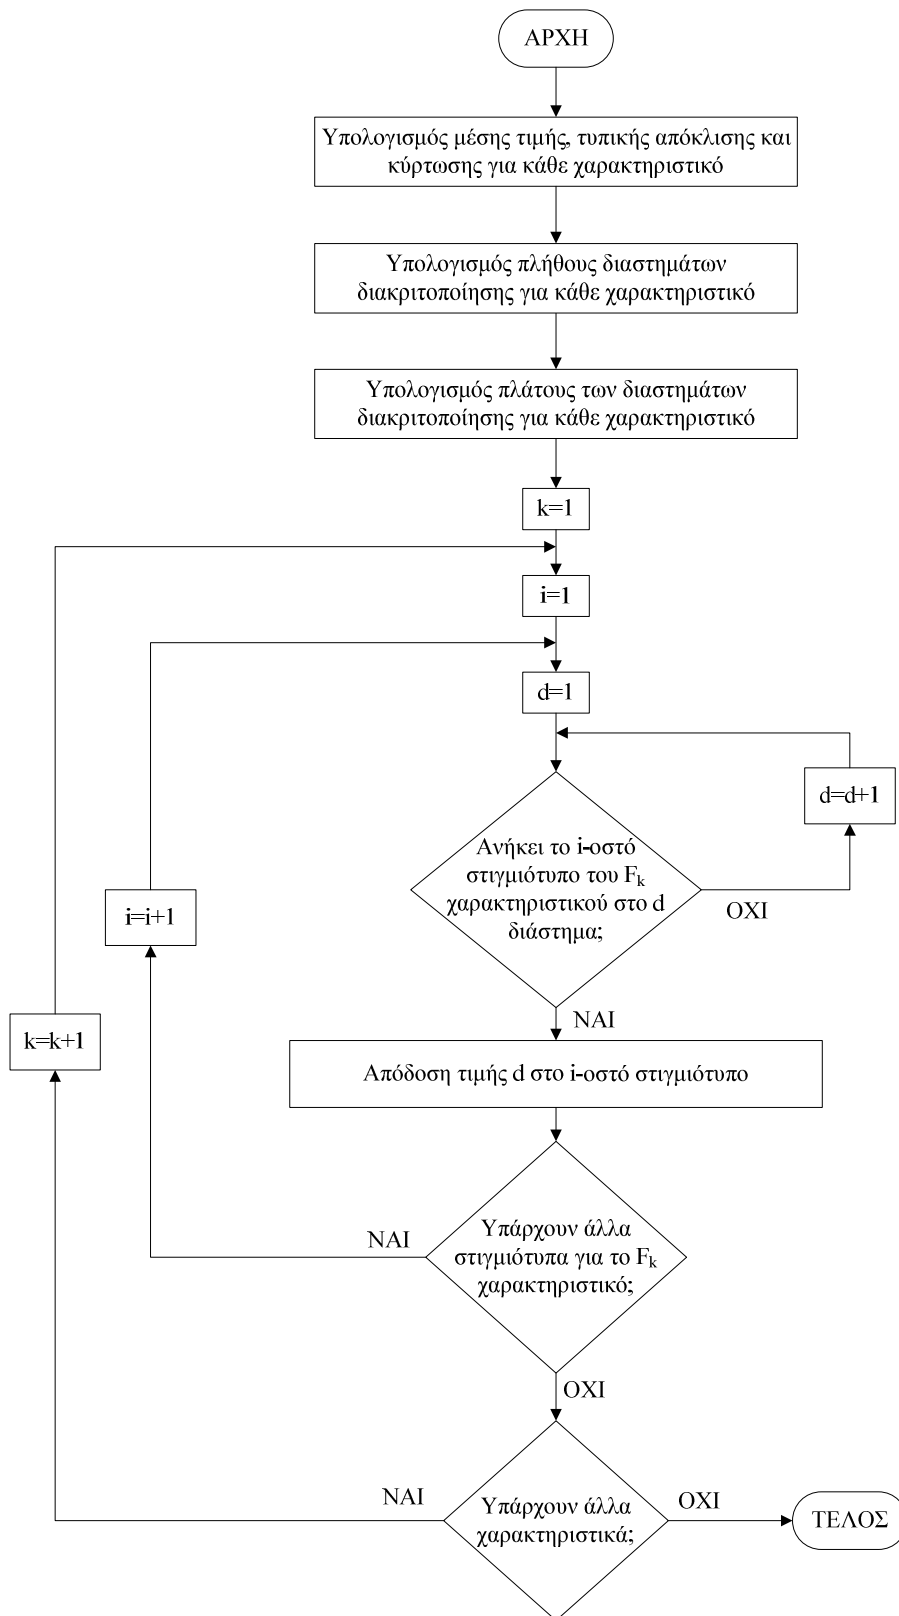 ΑΡΧΗ
Υπολογισμός μέσης τιμής, τυπικής απόκλισης και
κύρτωσης για κάθε χαρακτηριστικό
Υπολογισμός πλήθους διαστημάτων
διακριτοποίησης για κάθε χαρακτηριστικό
Υπολογισμός πλάτους των διαστημάτων
διακριτοποίησης για κάθε χαρακτηριστικό
k=1
i=1
d=1
d=d+1
Ανήκει το i-οστό
στιγμιότυπο του Fk
χαρακτηριστικού στο d
διάστημα;
ΟΧΙ
i=i+1
ΝΑΙ
k=k+1
Απόδοση τιμής d στο i-οστό στιγμιότυπο
Υπάρχουν άλλα
στιγμιότυπα για το Fk
χαρακτηριστικό;
ΝΑΙ
ΟΧΙ
Υπάρχουν άλλα
χαρακτηριστικά;
ΝΑΙ
ΟΧΙ
ΤΕΛΟΣ